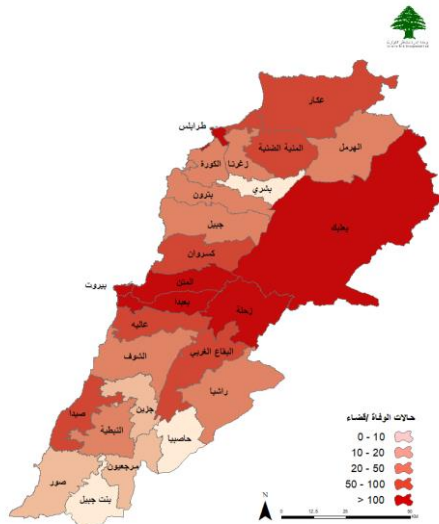 عكار
طرابلس
المنية الضنية
الهرمل
زغرتا
الكورة
بشري
بترون
بعلبك
جبيل
كسروان
المتن
بيروت
بعبدا
زحلة
عاليه
البقاع الغربي
الشوف
راشيا
جزين
صيدا
حاصبيا
النبطية
مرجعيون
صور
بنت جبيل
حالات الوفاة /قضاء
0 - 10
10 - 20
20 - 50
50 - 100
> 100
N